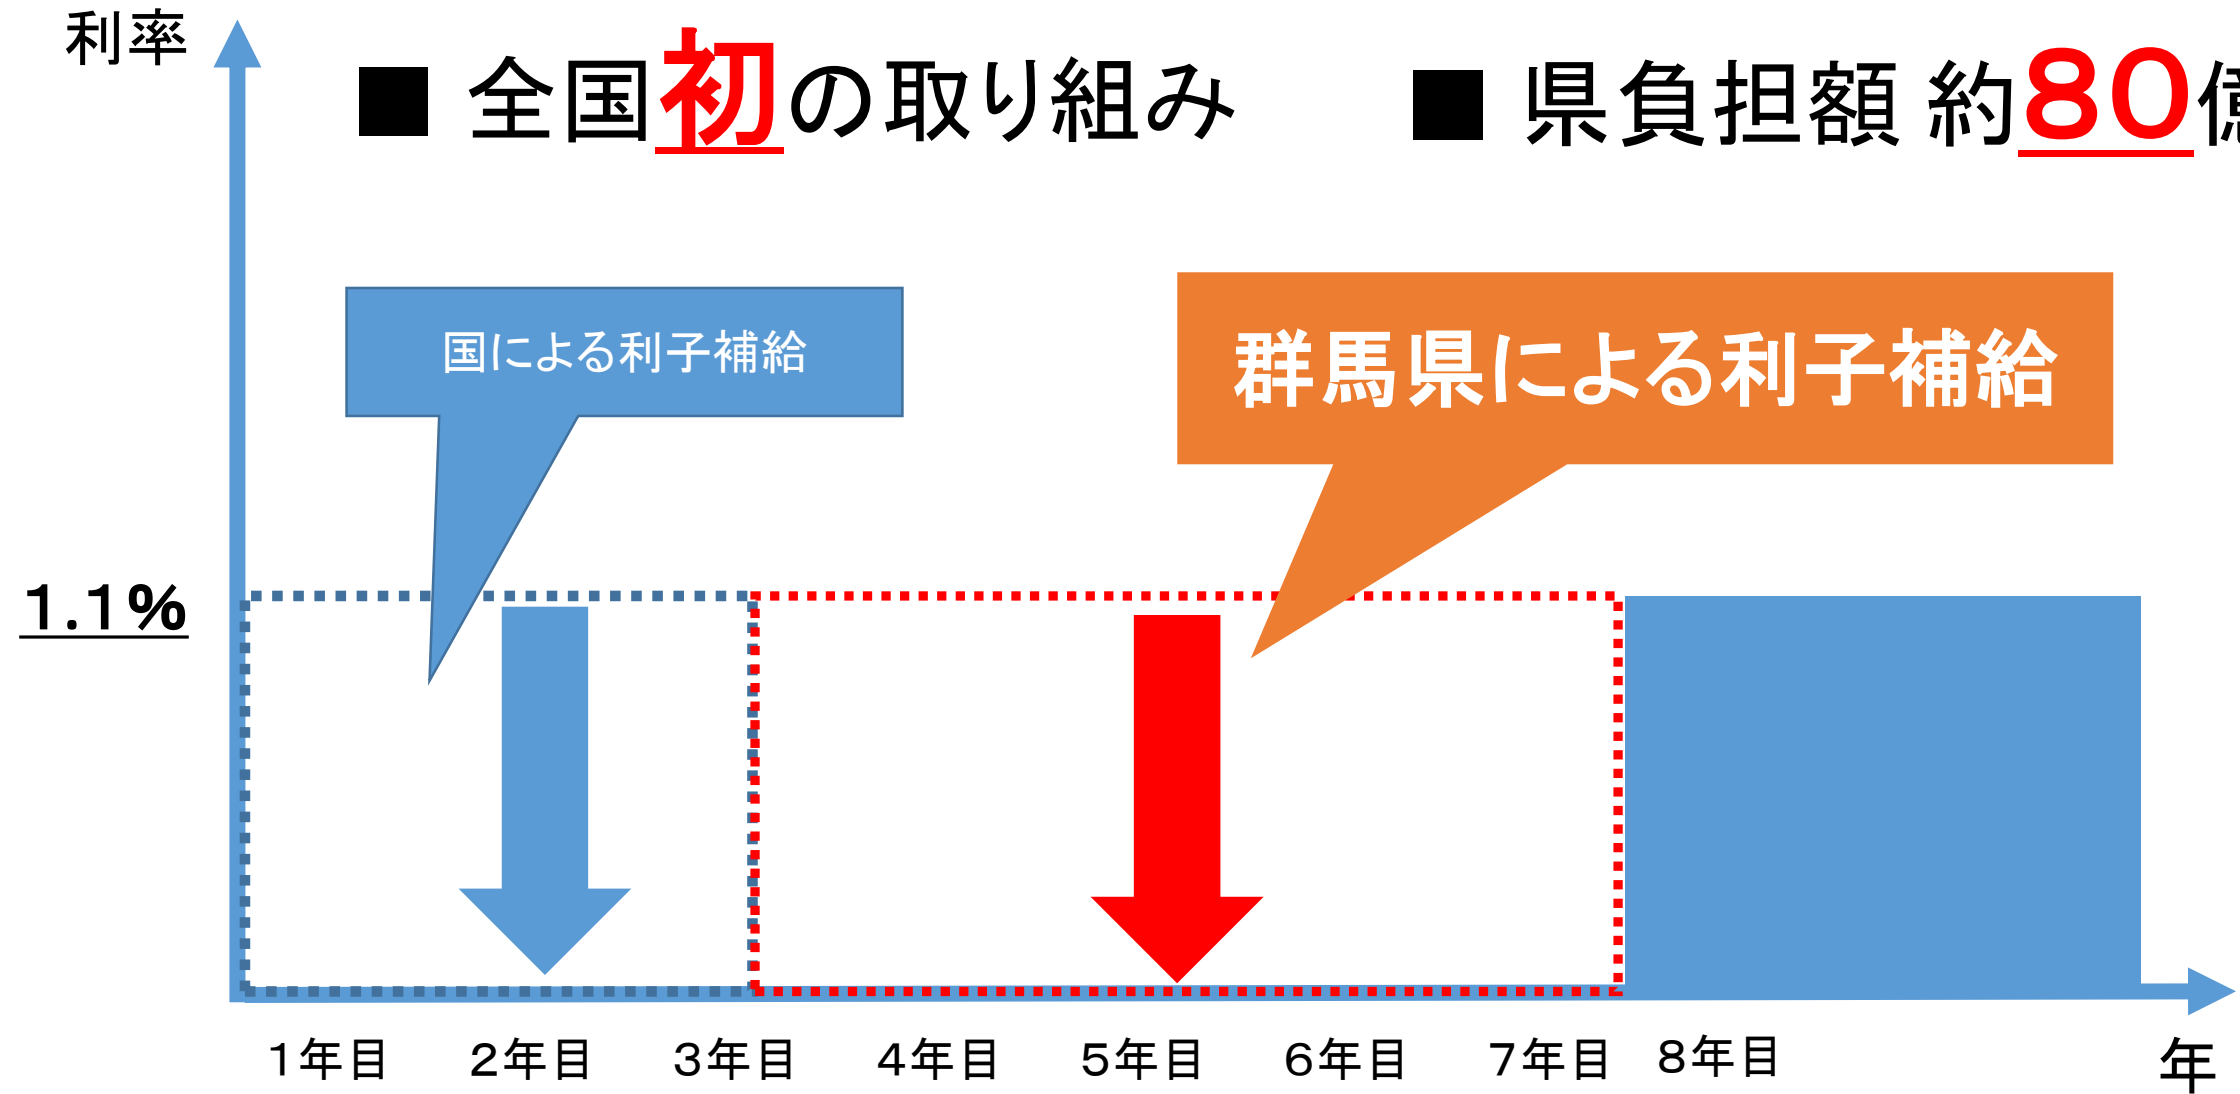 利率
■ 全国初の取り組み
■ 県負担額 約80億
国による利子補給
群馬県による利子補給
1.1%
1年目 2年目 3年目 4年目 5年目 6年目 7年目 8年目
年